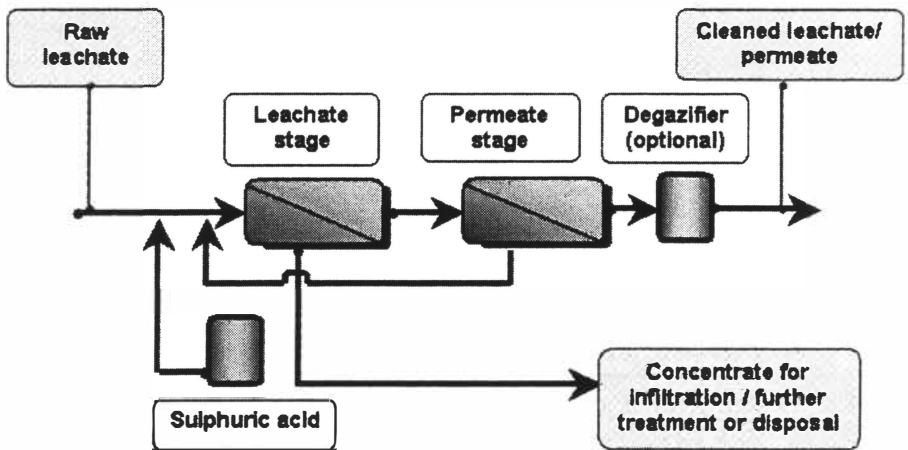 Raw
leachate
Cleaned leachate/
permeate
Leachate
stage
Permeate
stage
Degazifier
(optional)
Sulphuric acid
Concentrate for
infiltration / further
treatment or disposal